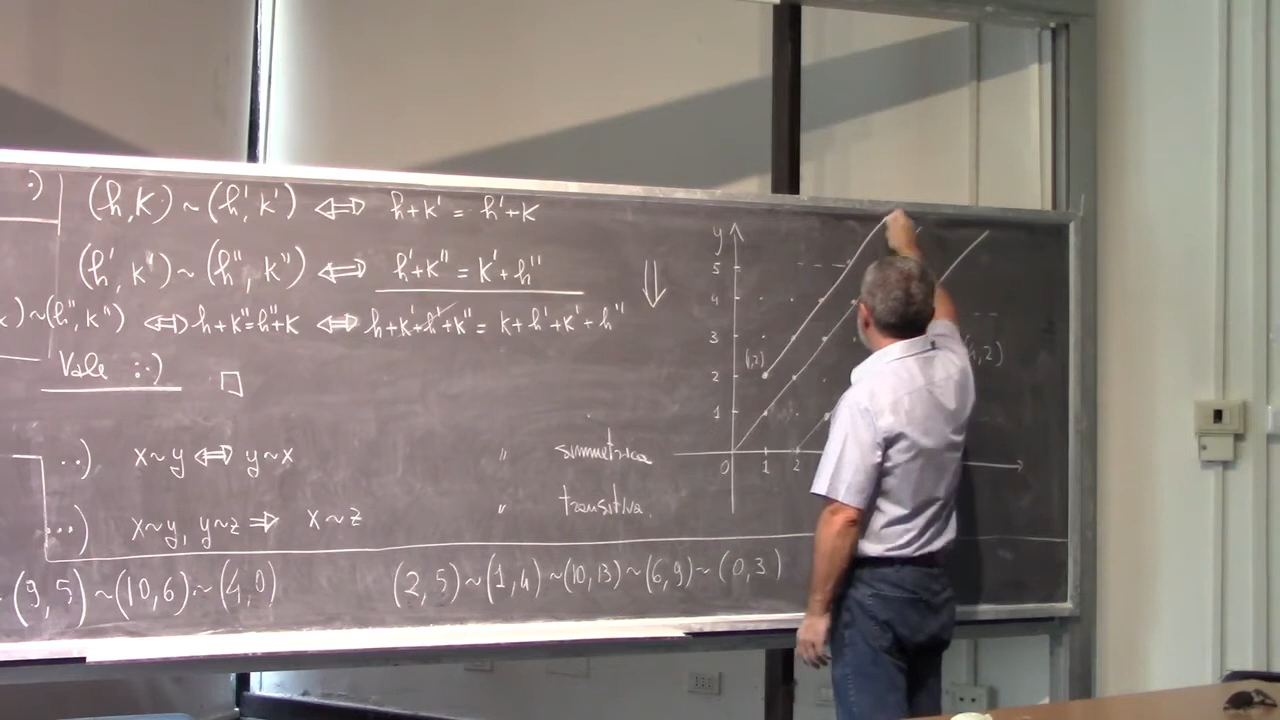 :) (h,k) ~ (h',k') ⇔ h+k' = h'+k
(h',k') ~ (h'',k'') ⇔ h'+k'' = k'+h''
) ~ (h'',k'') ⇔ h+k''=h''+k ⇔ h+k'+h'+k'' = k+h'+k'+h''
Vale :·) □
..) x~y ⇔ y~x " simmetrica
...) x~y, y~z ⇒ x~z " transitiva.
(9,5)~(10,6)~(4,0) (2,5)~(1,4)~(10,13)~(6,9)~(0,3)
y
5
4
3
(1,2)
2
1
0 1 2
,2)